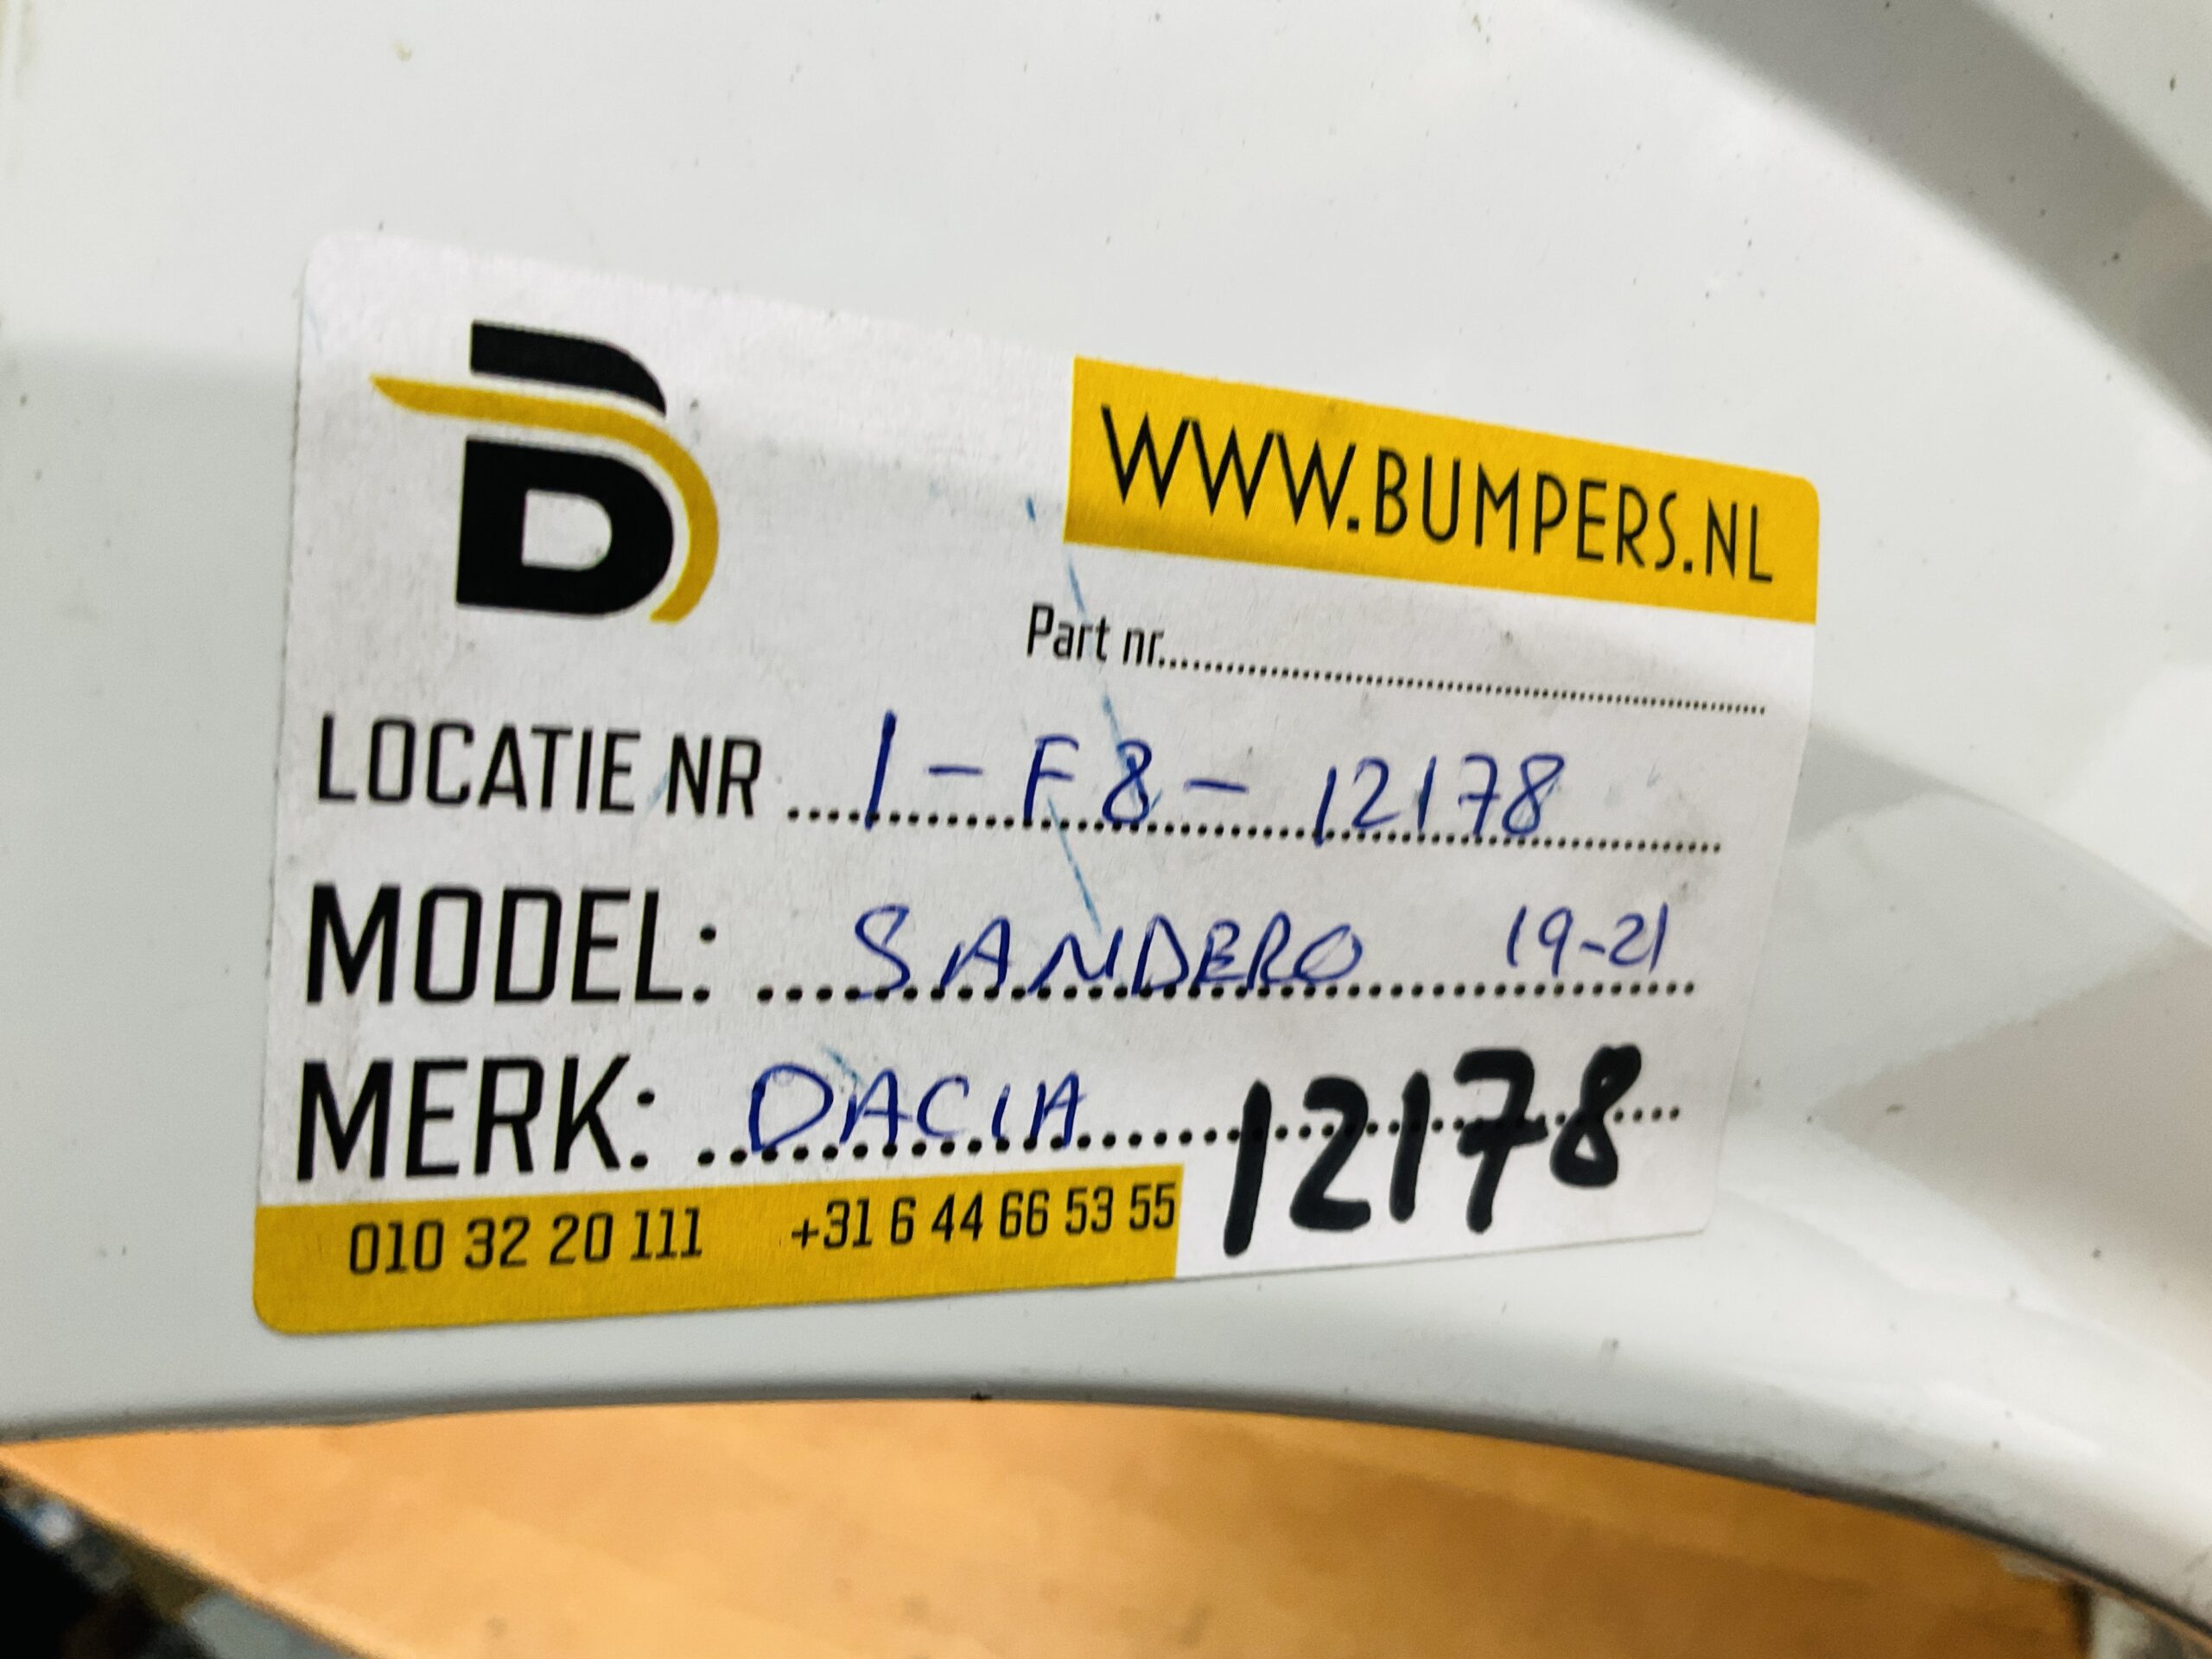 B
WWW.BUMPERS.NL
Part nr.
LOCATIE NR 1-F8-12178
MODEL: SANDERO 19-21
MERK: DACIA 12178
010 32 20 111 +31 6 44 66 53 55